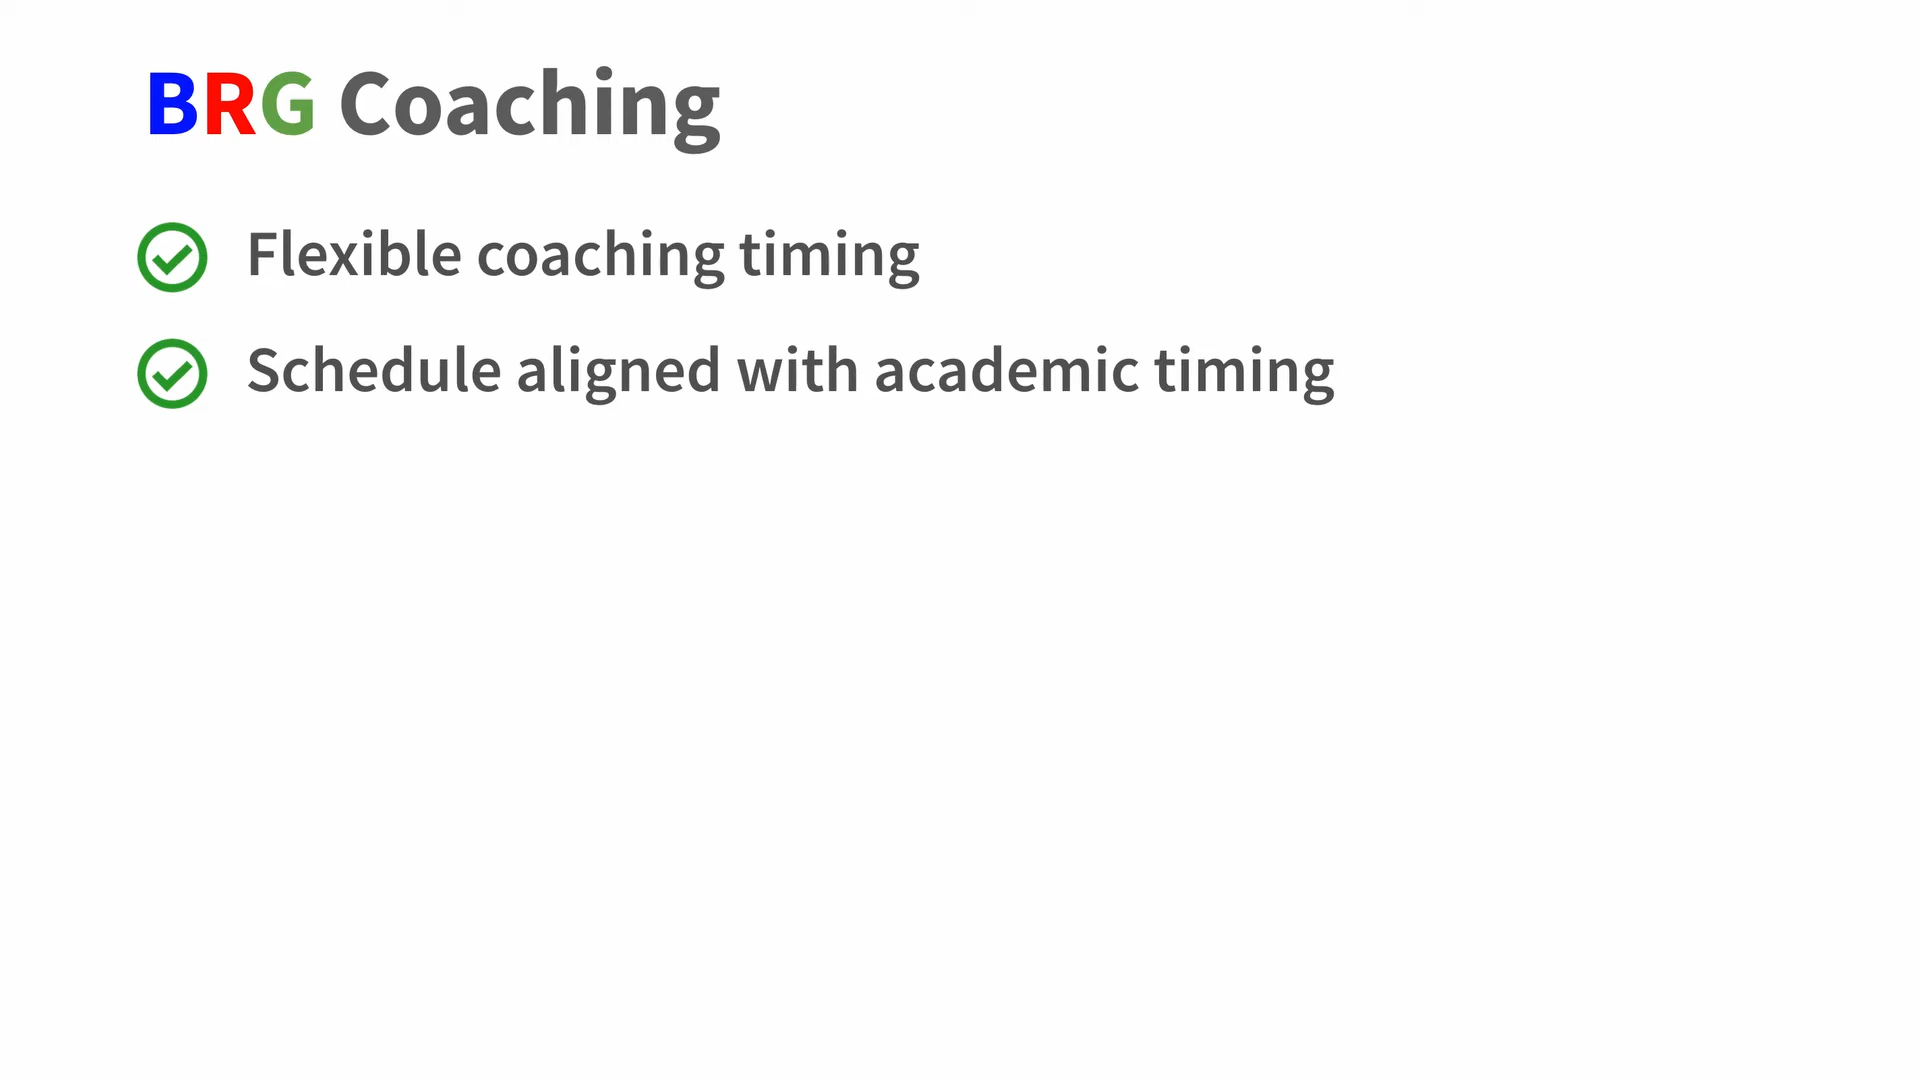 BRG Coaching
Flexible coaching timing
Schedule aligned with academic timing